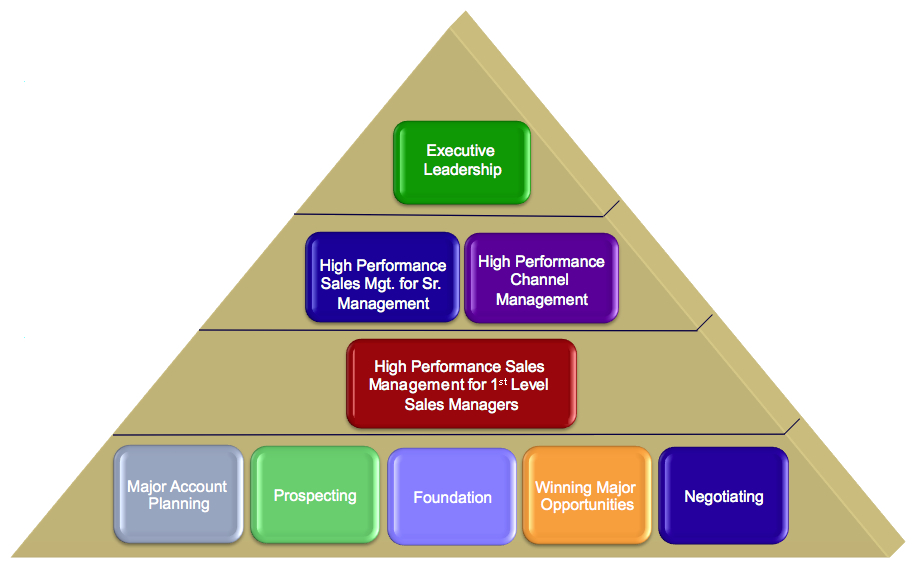 Executive
Leadership
High Performance
Sales Mgt. for Sr.
Management
High Performance
Channel
Management
High Performance Sales
Management for 1st Level
Sales Managers
Major Account
Planning
Prospecting
Foundation
Winning Major
Opportunities
Negotiating